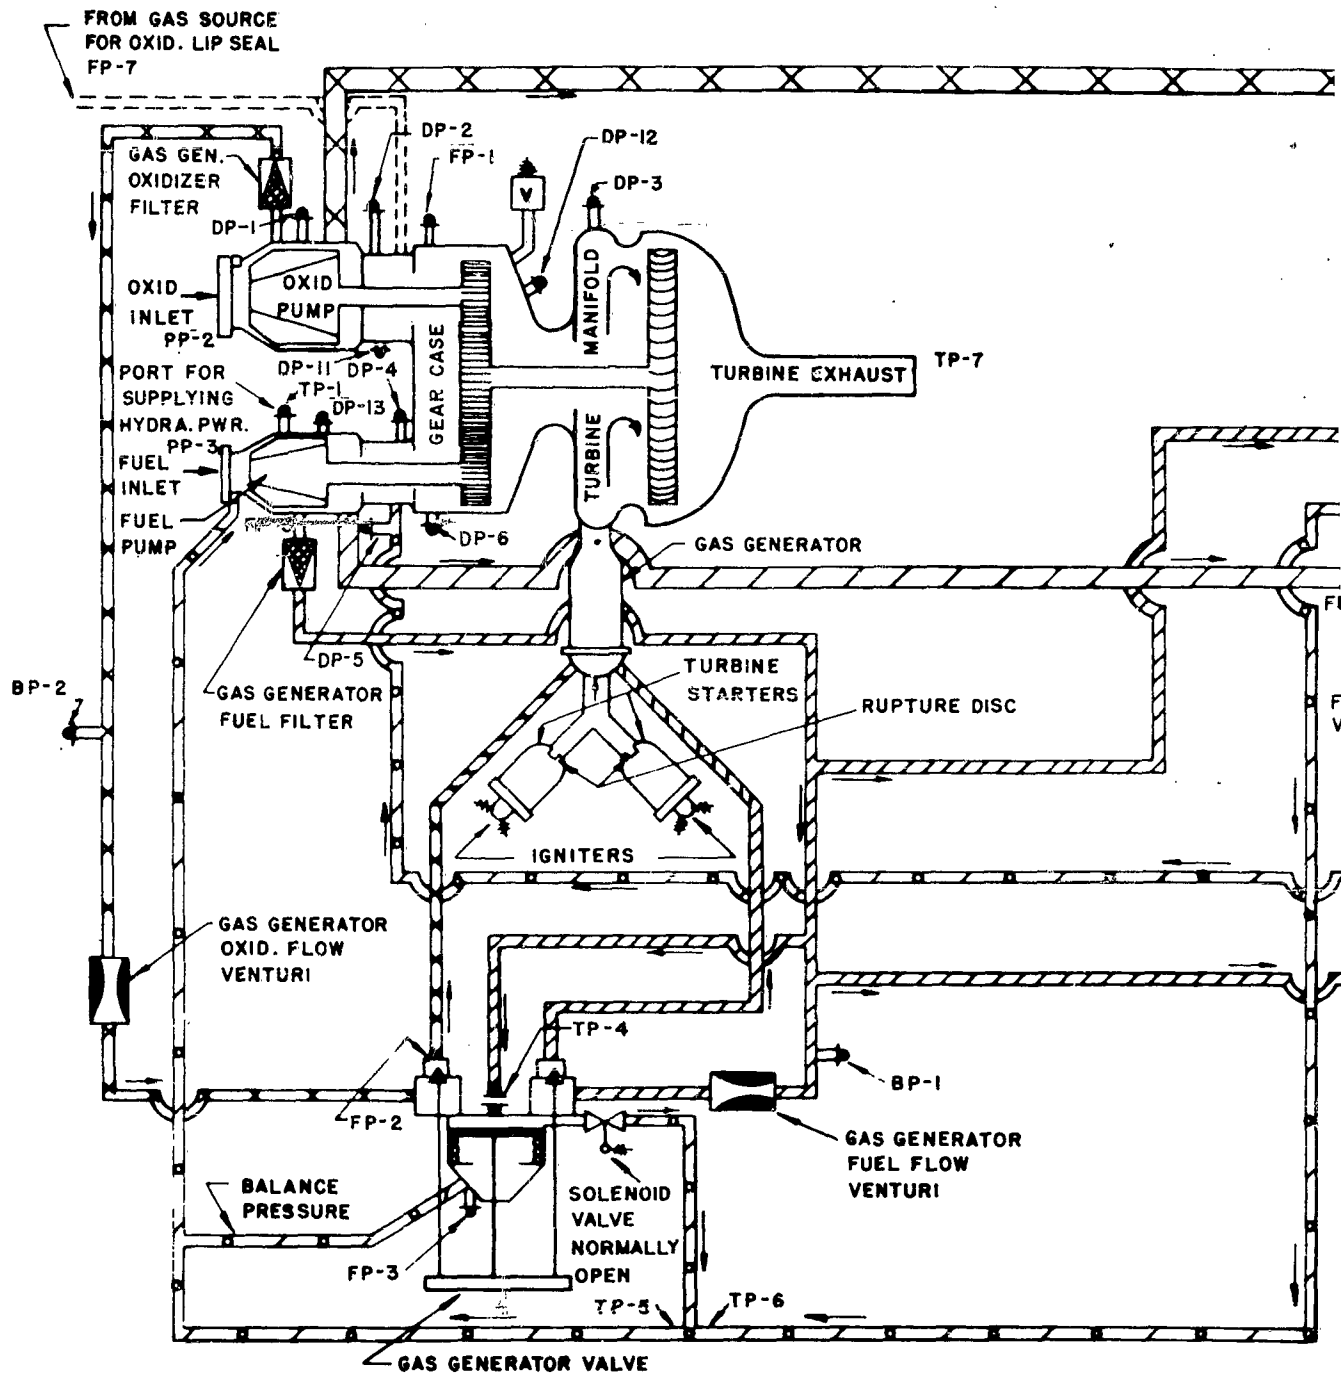 FROM GAS SOURCE
FOR OXID. LIP SEAL
FP-7
DP-2
FP-1
DP-12
DP-3
GAS GEN.
OXIDIZER
FILTER
DP-1
V
OXID
INLET
PP-2
OXID
PUMP
MANIFOLD
GEAR CASE
TURBINE
TURBINE EXHAUST
TP-7
DP-11
DP-4
PORT FOR
SUPPLYING
HYDRA. PWR.
TP-1
DP-13
PP-3
FUEL
INLET
FUEL
PUMP
DP-6
GAS GENERATOR
DP-5
GAS GENERATOR
FUEL FILTER
BP-2
TURBINE
STARTERS
RUPTURE DISC
IGNITERS
GAS GENERATOR
OXID. FLOW
VENTURI
TP-4
BP-1
FP-2
GAS GENERATOR
FUEL FLOW
VENTURI
BALANCE
PRESSURE
SOLENOID
VALVE
NORMALLY
OPEN
FP-3
TP-5
TP-6
GAS GENERATOR VALVE